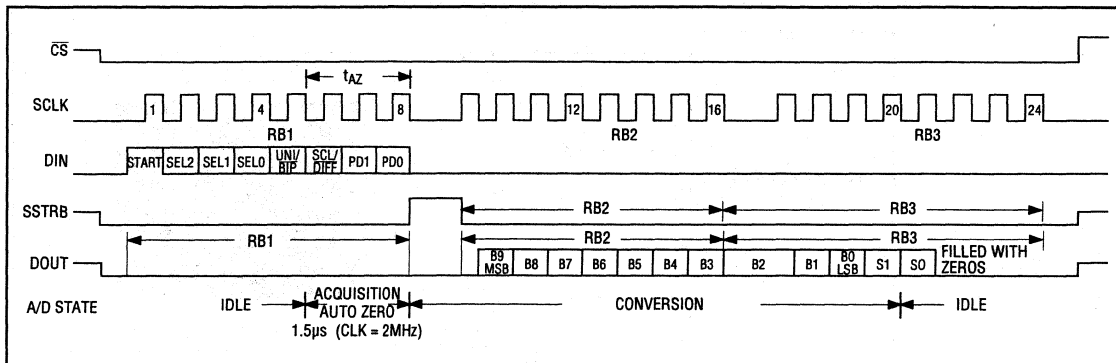 CS
tAZ
SCLK 1 4 8 12 16 20 24
RB1 RB2 RB3
DIN START SEL2 SEL1 SEL0 UNI/BIP SCL/DIFF PD1 PD0
SSTRB RB2 RB3
RB1 RB2 RB3
DOUT B9 MSB B8 B7 B6 B5 B4 B3 B2 B1 B0 LSB S1 S0 FILLED WITH ZEROS
A/D STATE IDLE ACQUISITION AUTO ZERO CONVERSION IDLE
1.5µs (CLK = 2MHz)